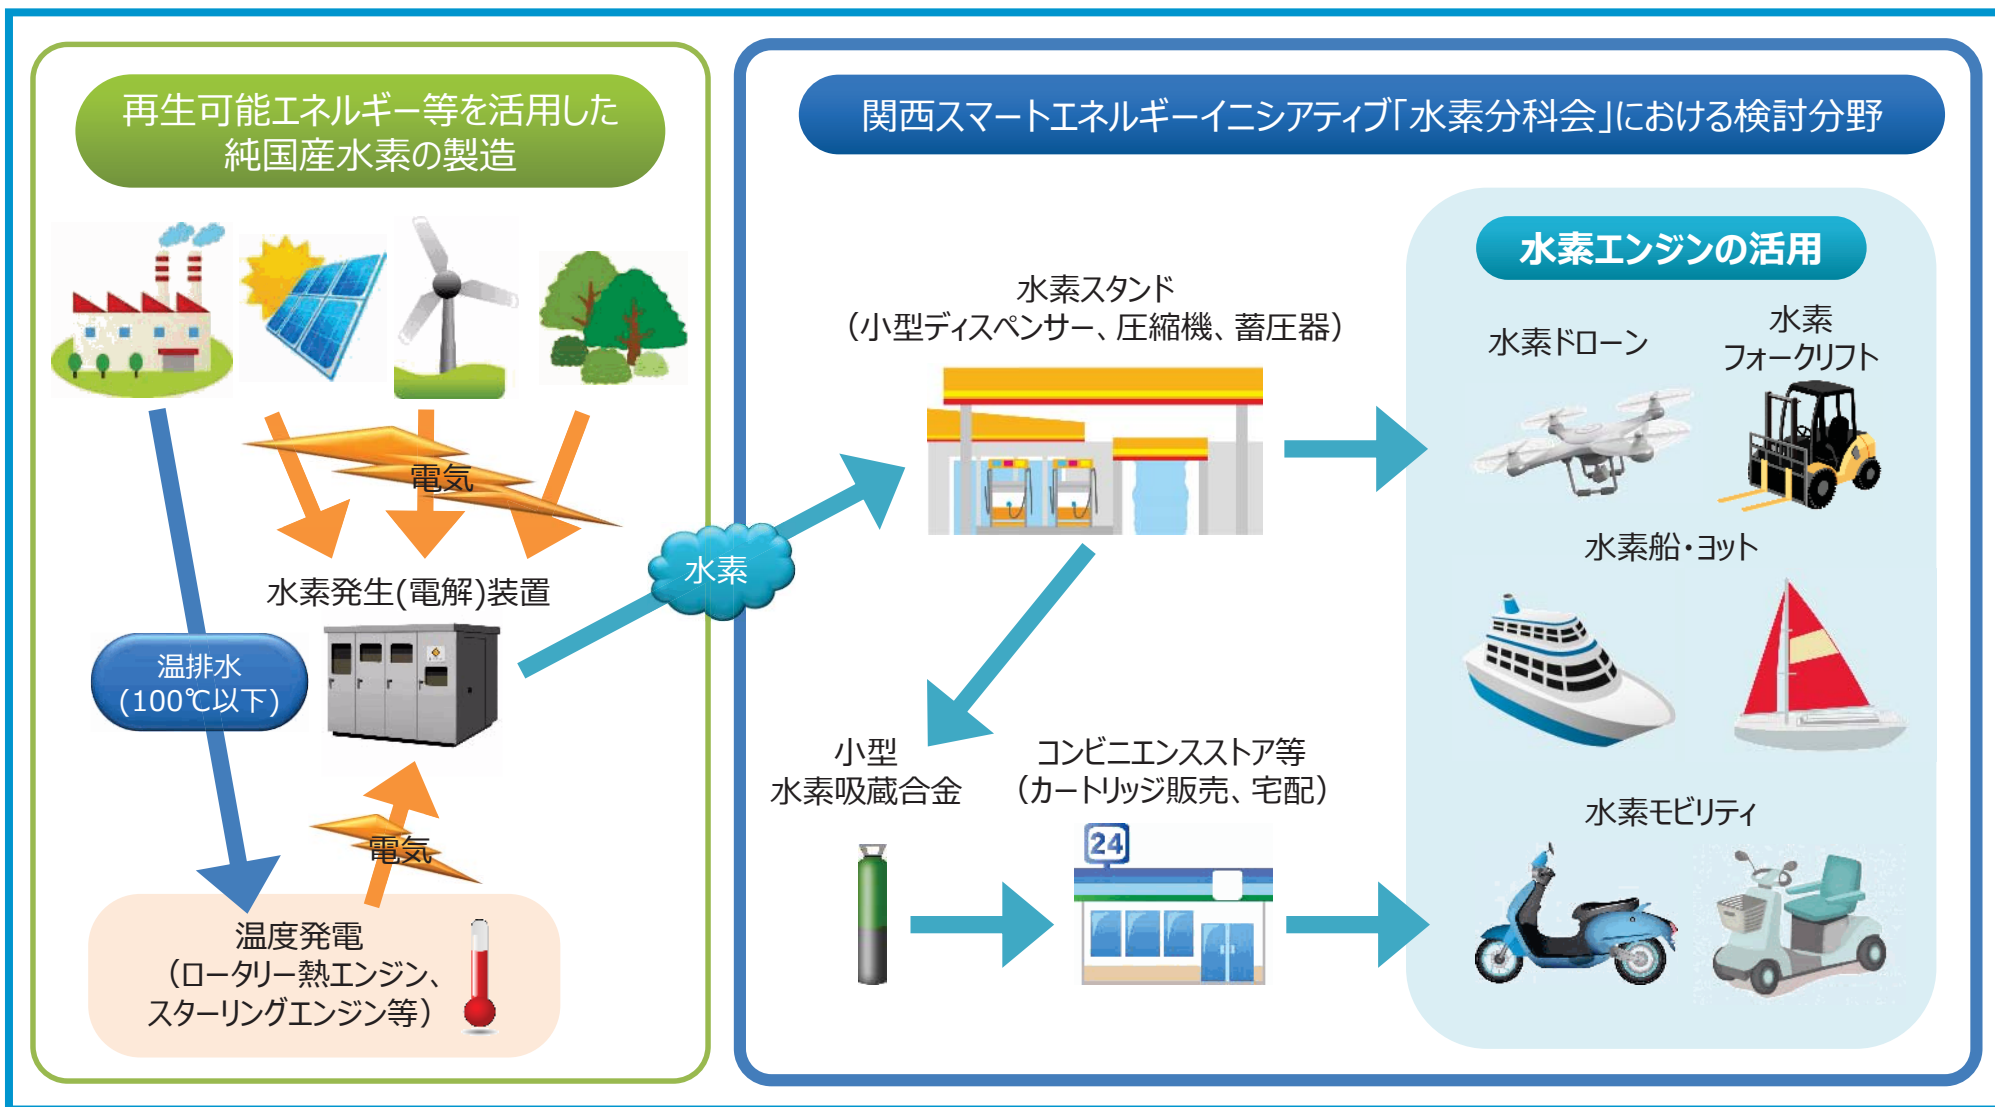 再生可能エネルギー等を活用した
純国産水素の製造
電気
水素発生(電解)装置
温排水
(100℃以下)
電気
温度発電
（ロータリー熱エンジン、
スターリングエンジン等）
水素
関西スマートエネルギーイニシアティブ「水素分科会」における検討分野
水素スタンド
（小型ディスペンサー、圧縮機、蓄圧器）
小型
水素吸蔵合金
コンビニエンスストア等
（カートリッジ販売、宅配）
24
水素エンジンの活用
水素ドローン
水素
フォークリフト
水素船・ヨット
水素モビリティ